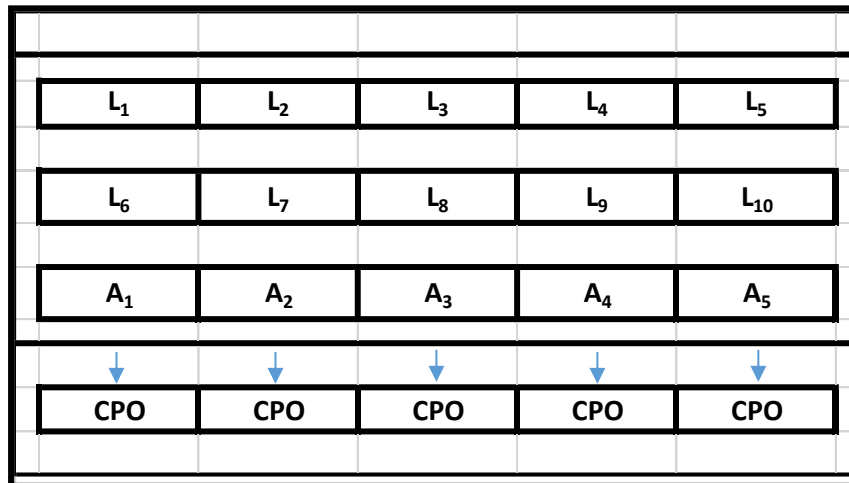 L₁ L₂ L₃ L₄ L₅
L₆ L₇ L₈ L₉ L₁₀
A₁ A₂ A₃ A₄ A₅
CPO CPO CPO CPO CPO